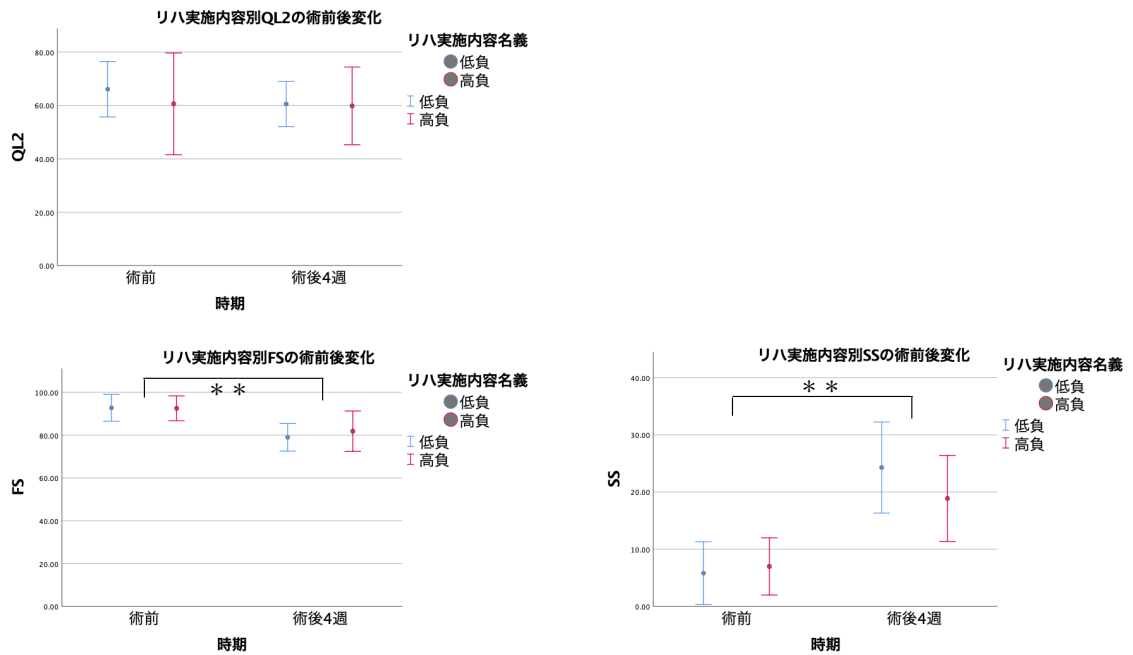 リハ実施内容別QL2の術前後変化
リハ実施内容名義
低負
高負
低負
高負
80.00
60.00
40.00
20.00
0.00
QL2
術前
術後4週
時期
リハ実施内容別FSの術前後変化
リハ実施内容名義
低負
高負
低負
高負
**
100.00
80.00
60.00
40.00
20.00
0.00
FS
術前
術後4週
時期
リハ実施内容別SSの術前後変化
リハ実施内容名義
低負
高負
低負
高負
**
40.00
30.00
20.00
10.00
0.00
SS
術前
術後4週
時期